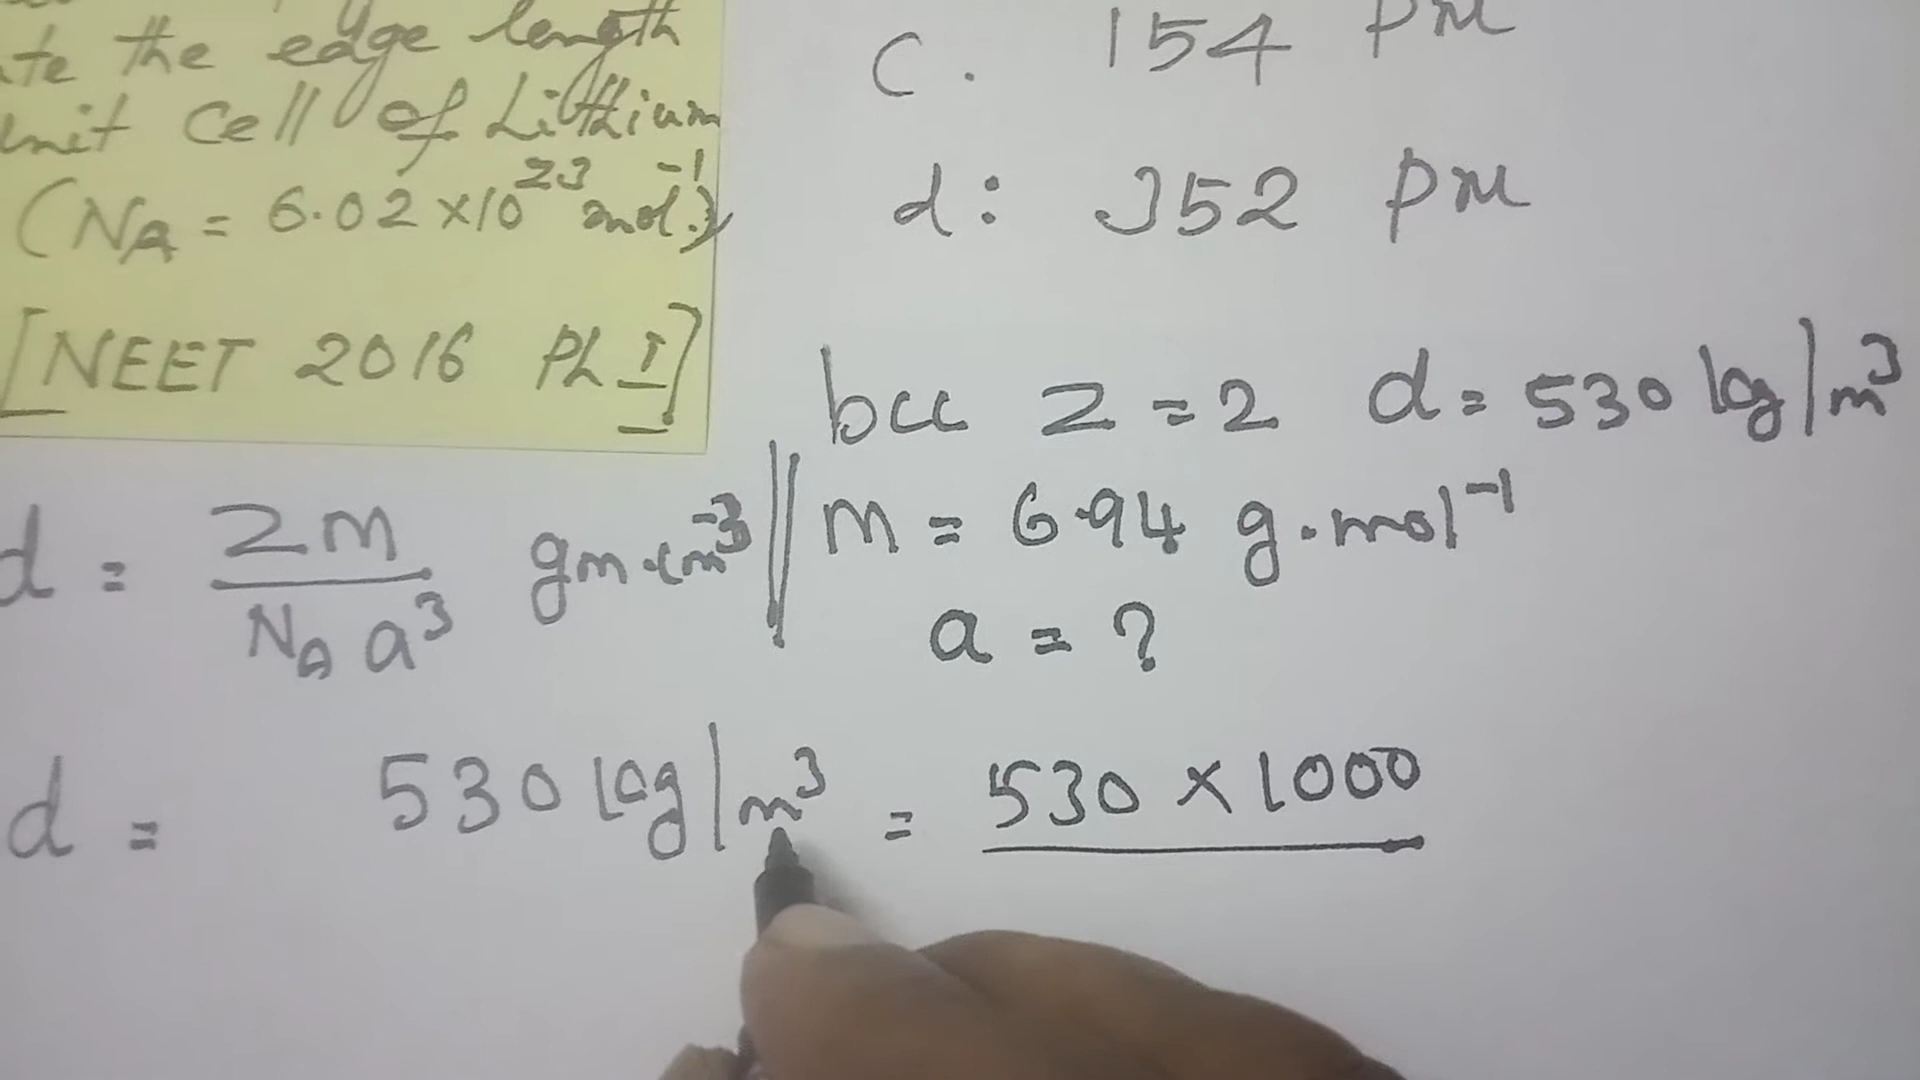 te the edge length
unit cell of Lithium
(NA = 6.02 × 10²³ mol⁻¹)
[NEET 2016 Ph I]
c. 154 pm
d: 352 pm
bcc Z = 2 d = 530 kg/m³
d = ZM / NA a³ gm.cm⁻³ || m = 6.94 g.mol⁻¹
a = ?
d = 530 kg/m³ = 530 × 1000